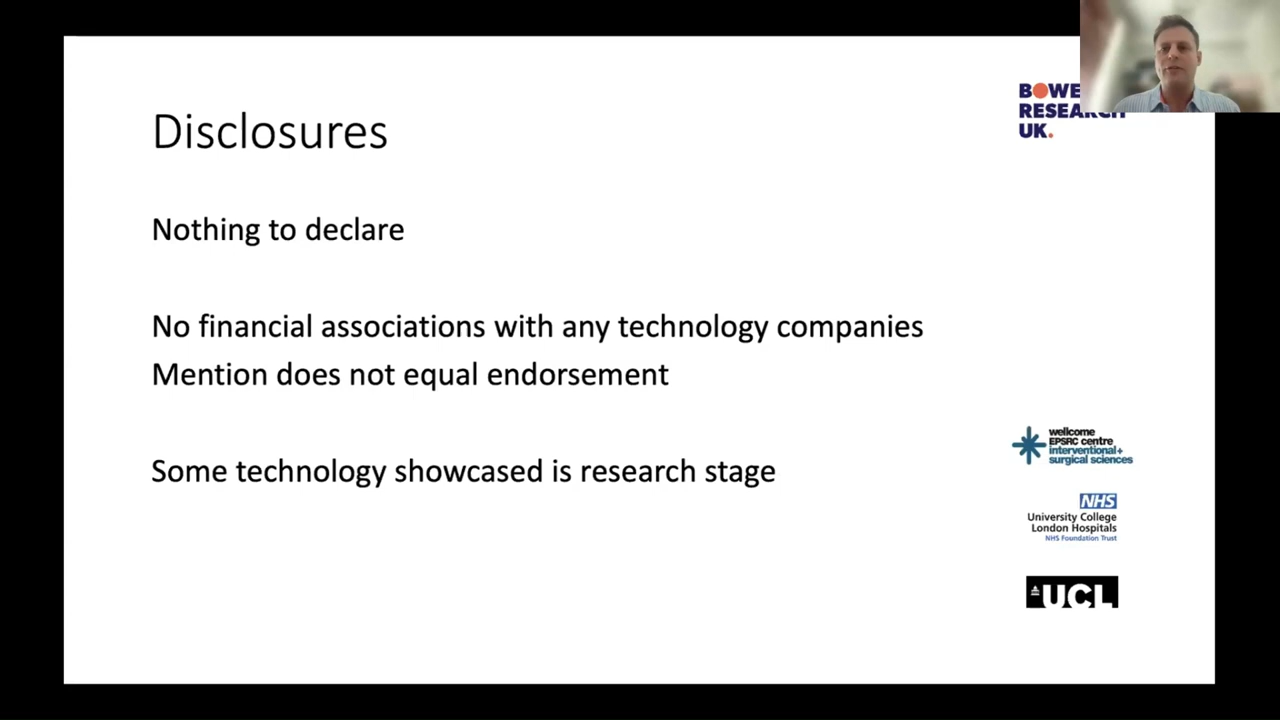 Disclosures
Nothing to declare
No financial associations with any technology companies
Mention does not equal endorsement
Some technology showcased is research stage
BOWE
RESEARCH
UK.
wellcome
EPSRC centre
interventional+
surgical sciences
NHS
University College
London Hospitals
NHS Foundation Trust
UCL